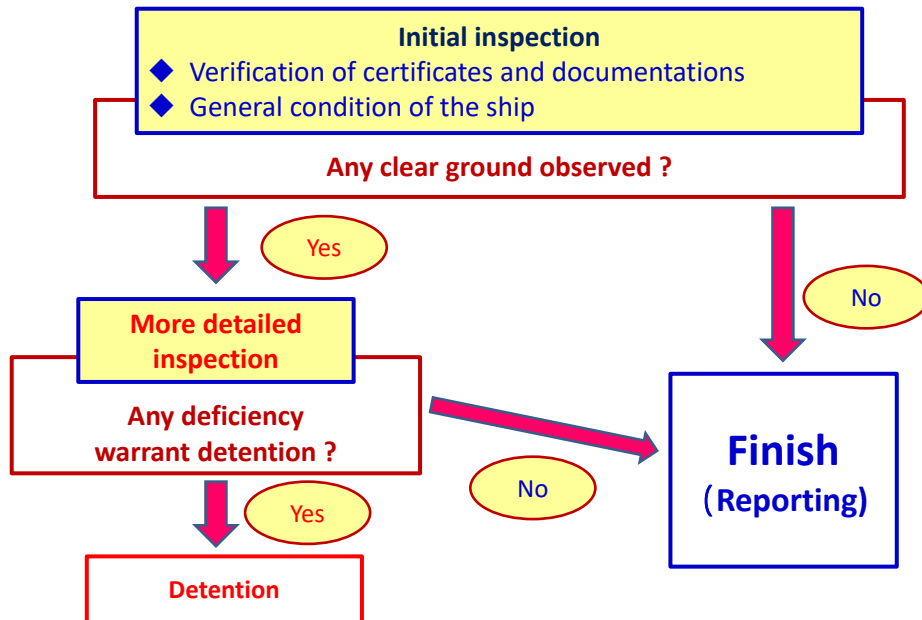 Initial inspection
◆ Verification of certificates and documentations
◆ General condition of the ship
Any clear ground observed ?
Yes
No
More detailed
inspection
Any deficiency
warrant detention ?
No
Yes
Finish
(Reporting)
Detention